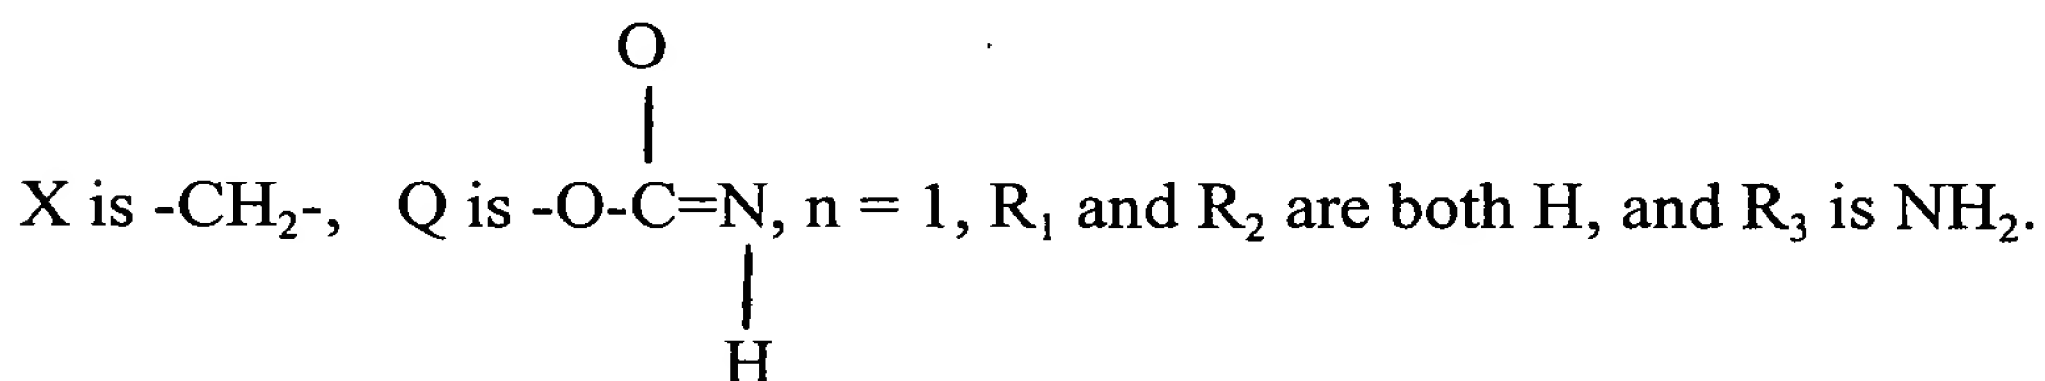 O
X is -CH₂-, Q is -O-C=N, n = 1, R₁ and R₂ are both H, and R₃ is NH₂.
H